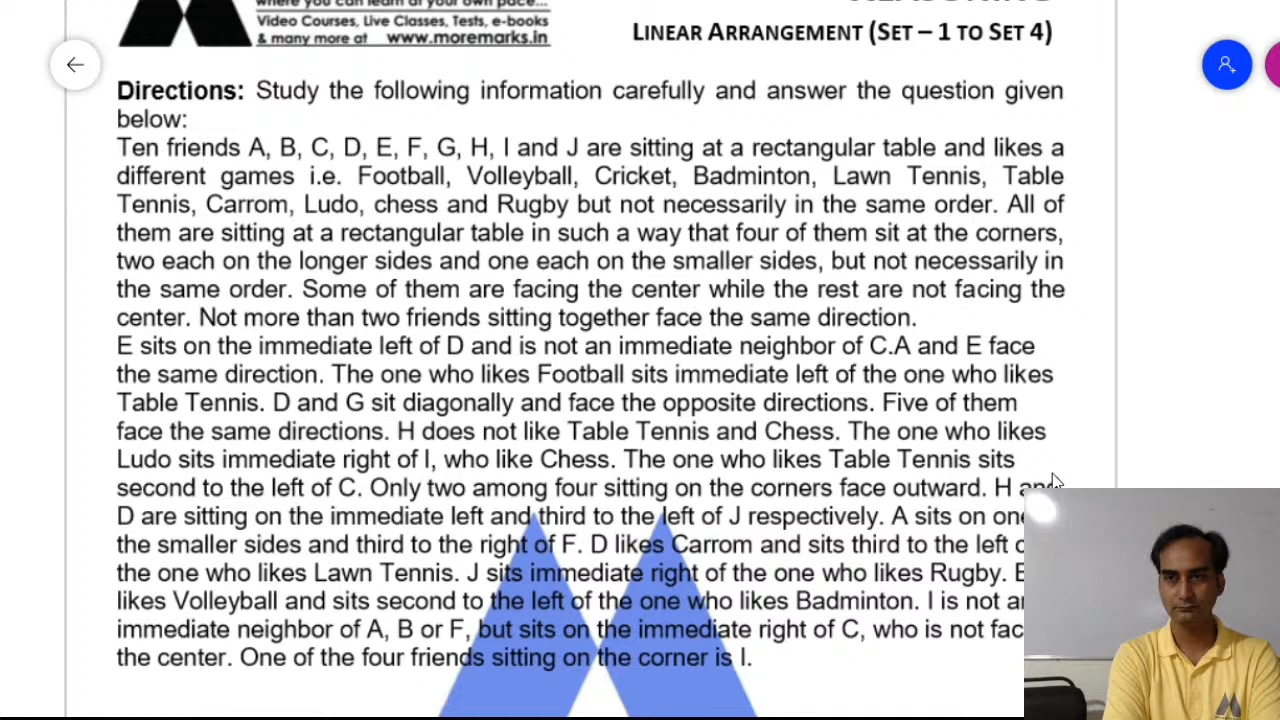 where you can learn at your own pace...
Video Courses, Live Classes, Tests, e-books
& many more at www.moremarks.in
REASONING
LINEAR ARRANGEMENT (SET – 1 TO SET 4)
Directions: Study the following information carefully and answer the question given
below:
Ten friends A, B, C, D, E, F, G, H, I and J are sitting at a rectangular table and likes a
different games i.e. Football, Volleyball, Cricket, Badminton, Lawn Tennis, Table
Tennis, Carrom, Ludo, chess and Rugby but not necessarily in the same order. All of
them are sitting at a rectangular table in such a way that four of them sit at the corners,
two each on the longer sides and one each on the smaller sides, but not necessarily in
the same order. Some of them are facing the center while the rest are not facing the
center. Not more than two friends sitting together face the same direction.
E sits on the immediate left of D and is not an immediate neighbor of C.A and E face
the same direction. The one who likes Football sits immediate left of the one who likes
Table Tennis. D and G sit diagonally and face the opposite directions. Five of them
face the same directions. H does not like Table Tennis and Chess. The one who likes
Ludo sits immediate right of I, who like Chess. The one who likes Table Tennis sits
second to the left of C. Only two among four sitting on the corners face outward. H and
D are sitting on the immediate left and third to the left of J respectively. A sits on
the smaller sides and third to the right of F. D likes Carrom and sits third to the left
the one who likes Lawn Tennis. J sits immediate right of the one who likes Rugby.
likes Volleyball and sits second to the left of the one who likes Badminton. I is not
immediate neighbor of A, B or F, but sits on the immediate right of C, who is not
the center. One of the four friends sitting on the corner is I.